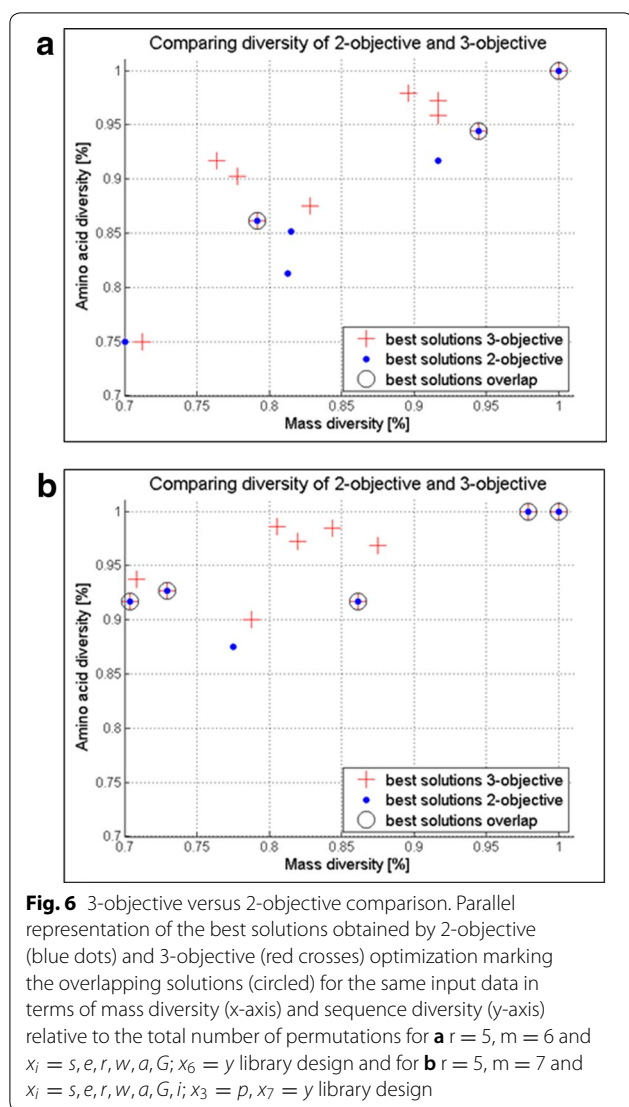 a
Comparing diversity of 2-objective and 3-objective
1
0.95
0.9
0.85
0.8
0.75
0.7
Amino acid diversity [%]
best solutions 3-objective
best solutions 2-objective
best solutions overlap
0.7 0.75 0.8 0.85 0.9 0.95 1
Mass diversity [%]
b
Comparing diversity of 2-objective and 3-objective
1
0.95
0.9
0.85
0.8
0.75
0.7
Amino acid diversity [%]
best solutions 3-objective
best solutions 2-objective
best solutions overlap
0.7 0.75 0.8 0.85 0.9 0.95 1
Mass diversity [%]
Fig. 6 3-objective versus 2-objective comparison. Parallel
representation of the best solutions obtained by 2-objective
(blue dots) and 3-objective (red crosses) optimization marking
the overlapping solutions (circled) for the same input data in
terms of mass diversity (x-axis) and sequence diversity (y-axis)
relative to the total number of permutations for a r = 5, m = 6 and
xᵢ = s, e, r, w, a, G; x₆ = y library design and for b r = 5, m = 7 and
xᵢ = s, e, r, w, a, G, i; x₃ = p, x₇ = y library design